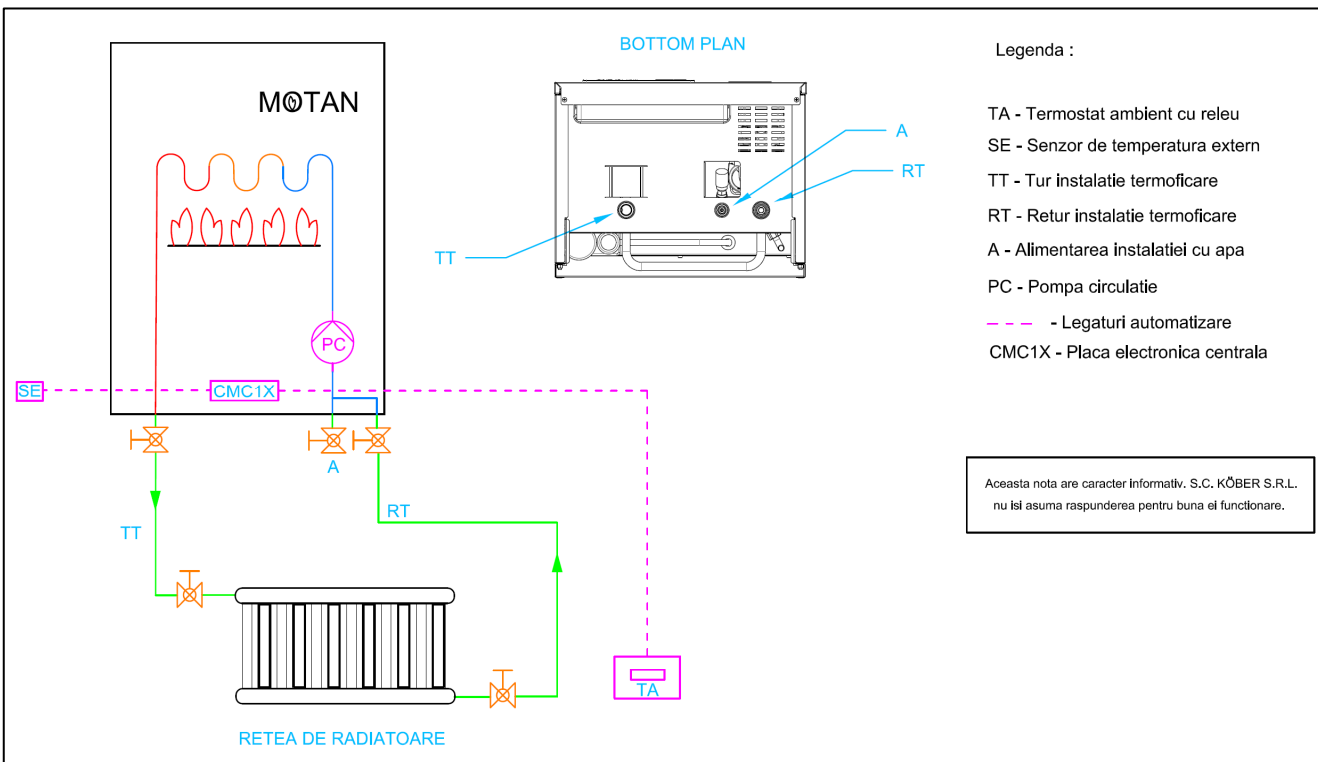 BOTTOM PLAN
MOTAN
A
RT
TT
PC
SE
CMC1X
A
TT
RT
TA
RETEA DE RADIATOARE
Legenda :
TA - Termostat ambient cu releu
SE - Senzor de temperatura extern
TT - Tur instalatie termoficare
RT - Retur instalatie termoficare
A - Alimentarea instalatiei cu apa
PC - Pompa circulatie
- Legaturi automatizare
CMC1X - Placa electronica centrala
Aceasta nota are caracter informativ. S.C. KÖBER S.R.L.
nu isi asuma raspunderea pentru buna ei functionare.